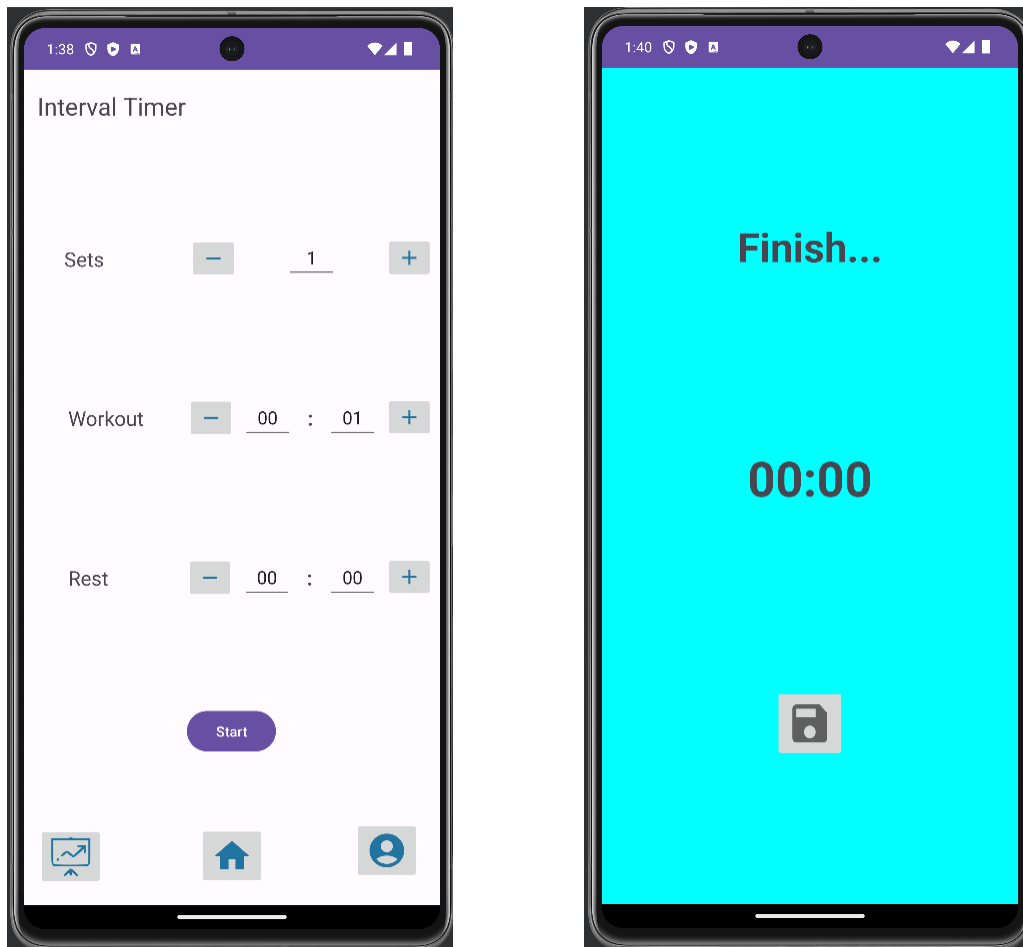 1:38
Interval Timer
Sets − 1 +
Workout − 00 : 01 +
Rest − 00 : 00 +
Start
1:40
Finish...
00:00